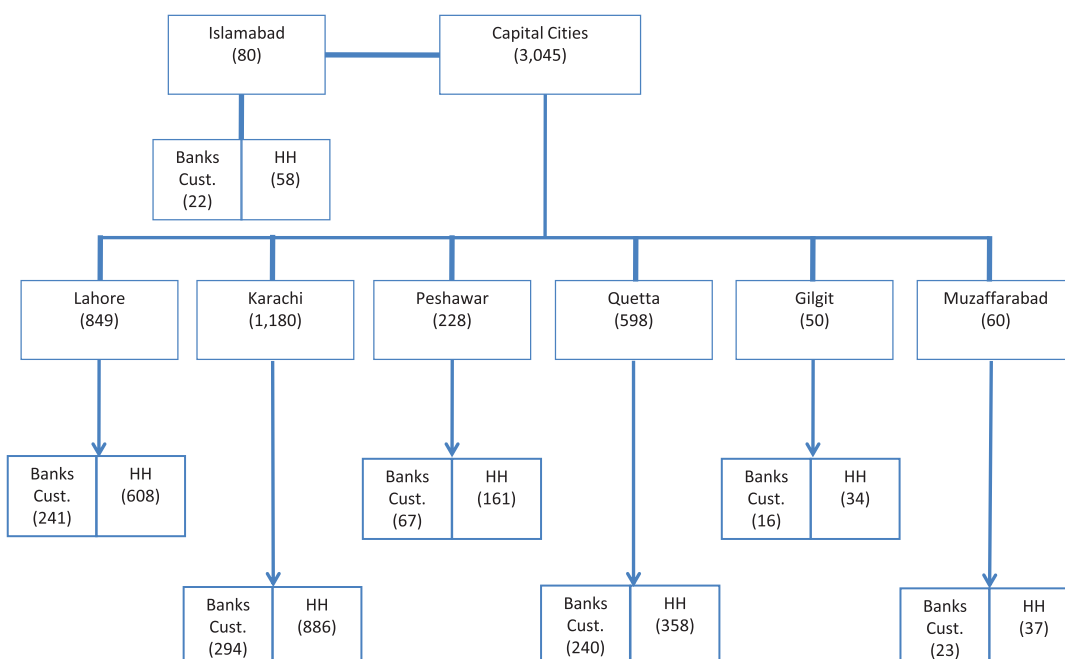 Islamabad
(80)
Capital Cities
(3,045)
Banks
Cust.
(22)
HH
(58)
Lahore
(849)
Karachi
(1,180)
Peshawar
(228)
Quetta
(598)
Gilgit
(50)
Muzaffarabad
(60)
Banks
Cust.
(241)
HH
(608)
Banks
Cust.
(67)
HH
(161)
Banks
Cust.
(16)
HH
(34)
Banks
Cust.
(294)
HH
(886)
Banks
Cust.
(240)
HH
(358)
Banks
Cust.
(23)
HH
(37)